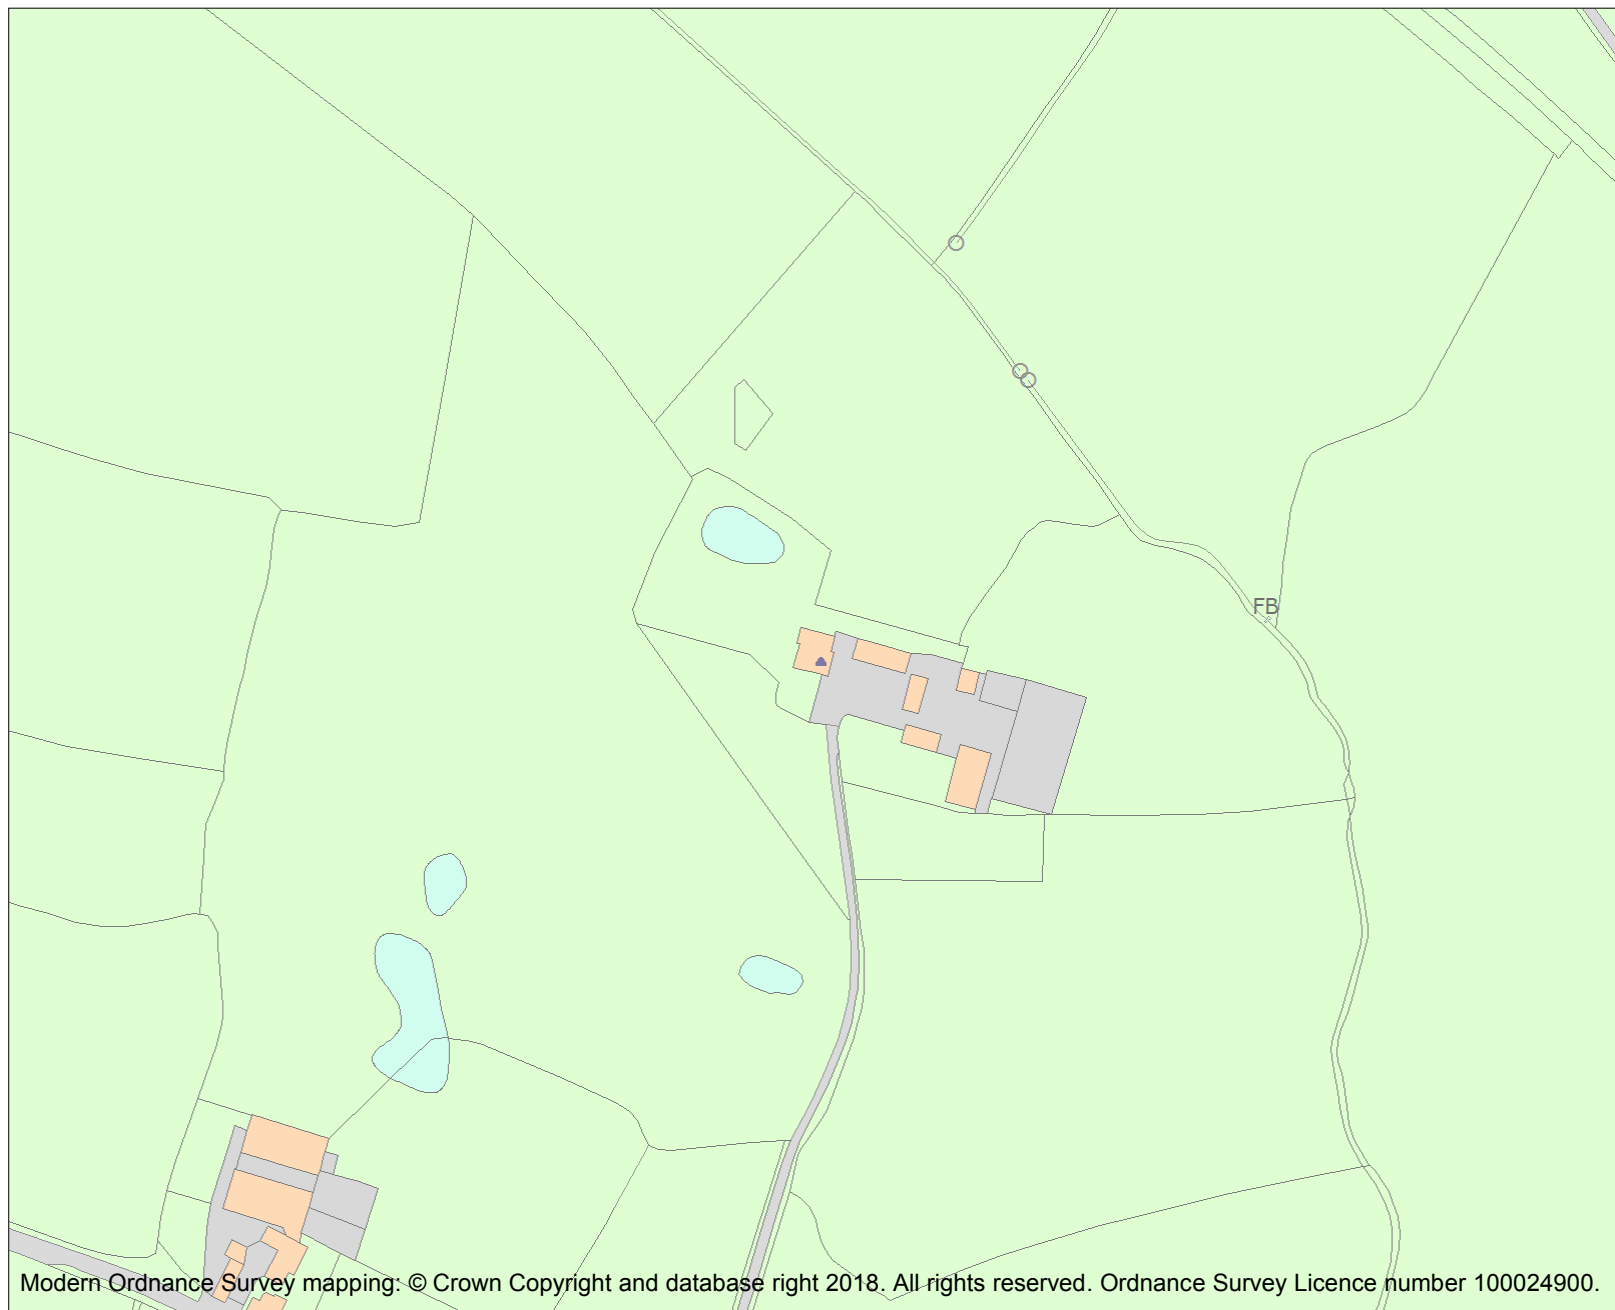 FB
Modern Ordnance Survey mapping: © Crown Copyright and database right 2018. All rights reserved. Ordnance Survey Licence number 100024900.